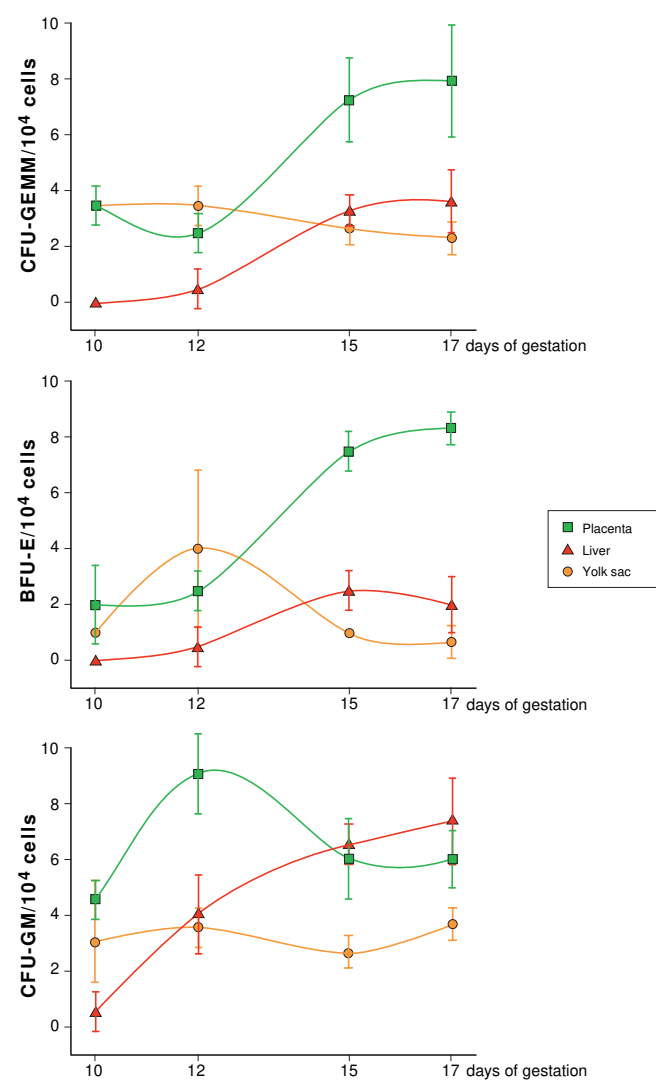 10
8
6
4
2
0
CFU-GEMM/10⁴ cells
10 12 15 17 days of gestation
10
8
6
4
2
0
BFU-E/10⁴ cells
10 12 15 17 days of gestation
Placenta
Liver
Yolk sac
10
8
6
4
2
0
CFU-GM/10⁴ cells
10 12 15 17 days of gestation